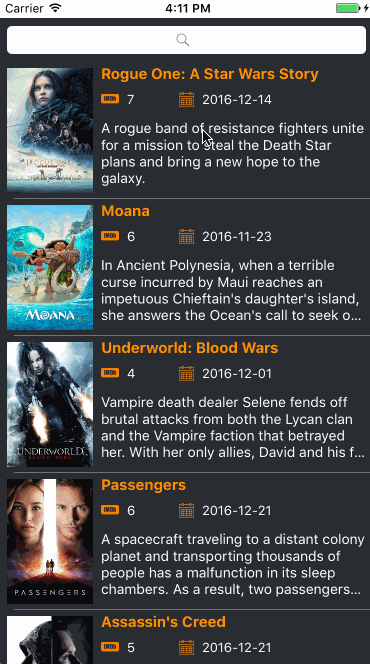 Carrier 4:11 PM
Rogue One: A Star Wars Story
IMDb 7 2016-12-14
A rogue band of resistance fighters unite
for a mission to steal the Death Star
plans and bring a new hope to the
galaxy.
Moana
IMDb 6 2016-11-23
In Ancient Polynesia, when a terrible
curse incurred by Maui reaches an
impetuous Chieftain's daughter's island,
she answers the Ocean's call to seek o...
MOANA
Underworld: Blood Wars
IMDb 4 2016-12-01
Vampire death dealer Selene fends off
brutal attacks from both the Lycan clan
and the Vampire faction that betrayed
her. With her only allies, David and his f...
UNDERWORLD
BLOOD WARS
Passengers
IMDb 6 2016-12-21
A spacecraft traveling to a distant colony
planet and transporting thousands of
people has a malfunction in its sleep
chambers. As a result, two passengers...
PASSENGERS
Assassin's Creed
IMDb 5 2016-12-21